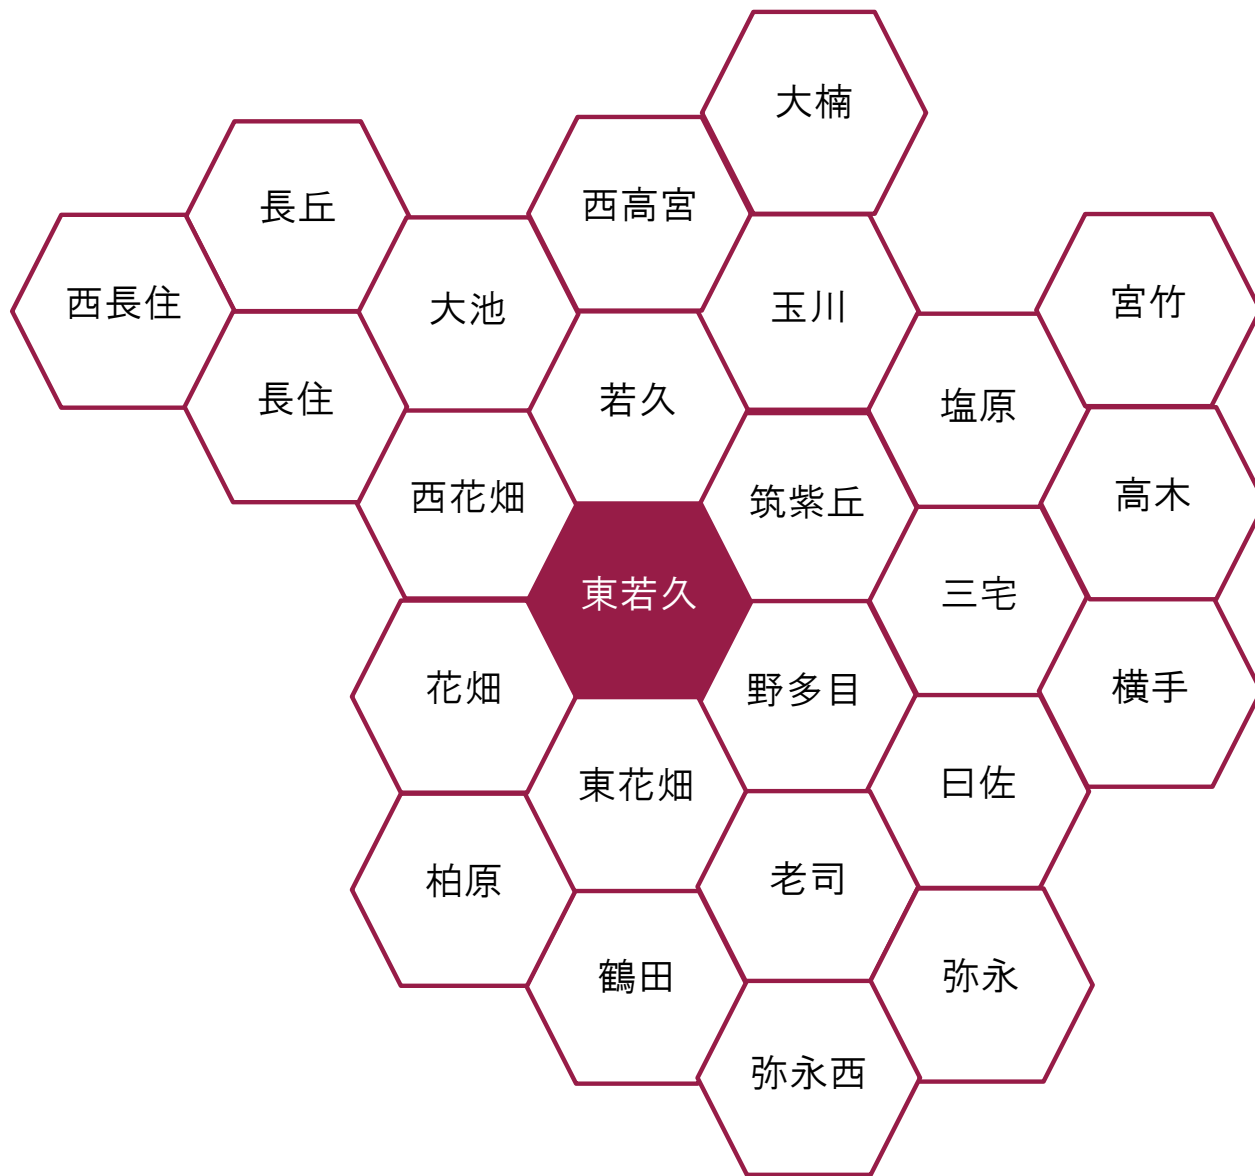 大楠
長丘
西高宮
西長住
大池
玉川
宮竹
長住
若久
塩原
西花畑
筑紫丘
高木
東若久
三宅
花畑
野多目
横手
東花畑
曰佐
柏原
老司
鶴田
弥永
弥永西